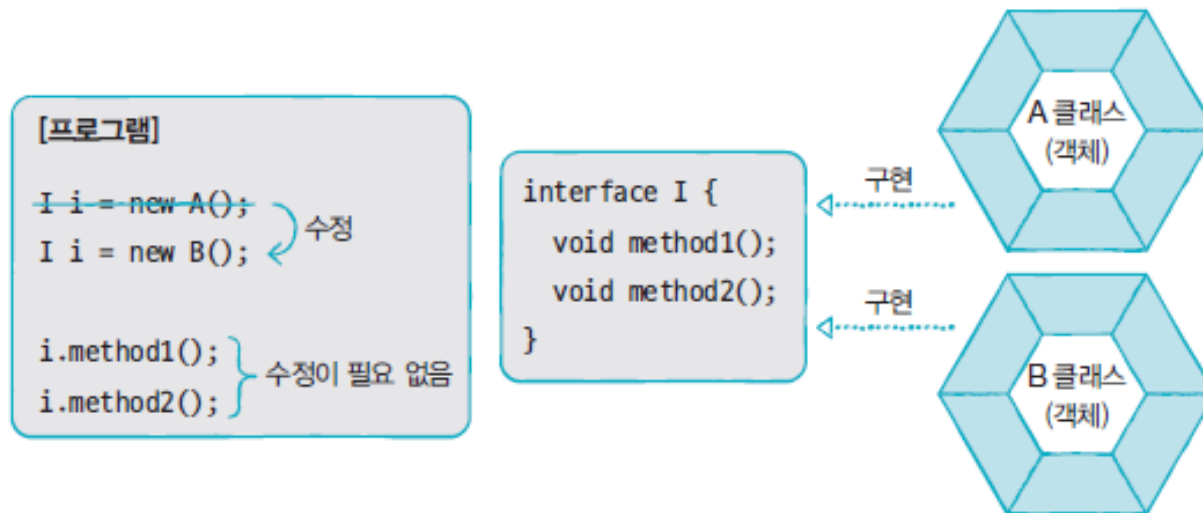 [프로그램]
I i = new A();
I i = new B();
수정
i.method1();
i.method2();
수정이 필요 없음
interface I {
void method1();
void method2();
}
구현
구현
A 클래스
(객체)
B 클래스
(객체)